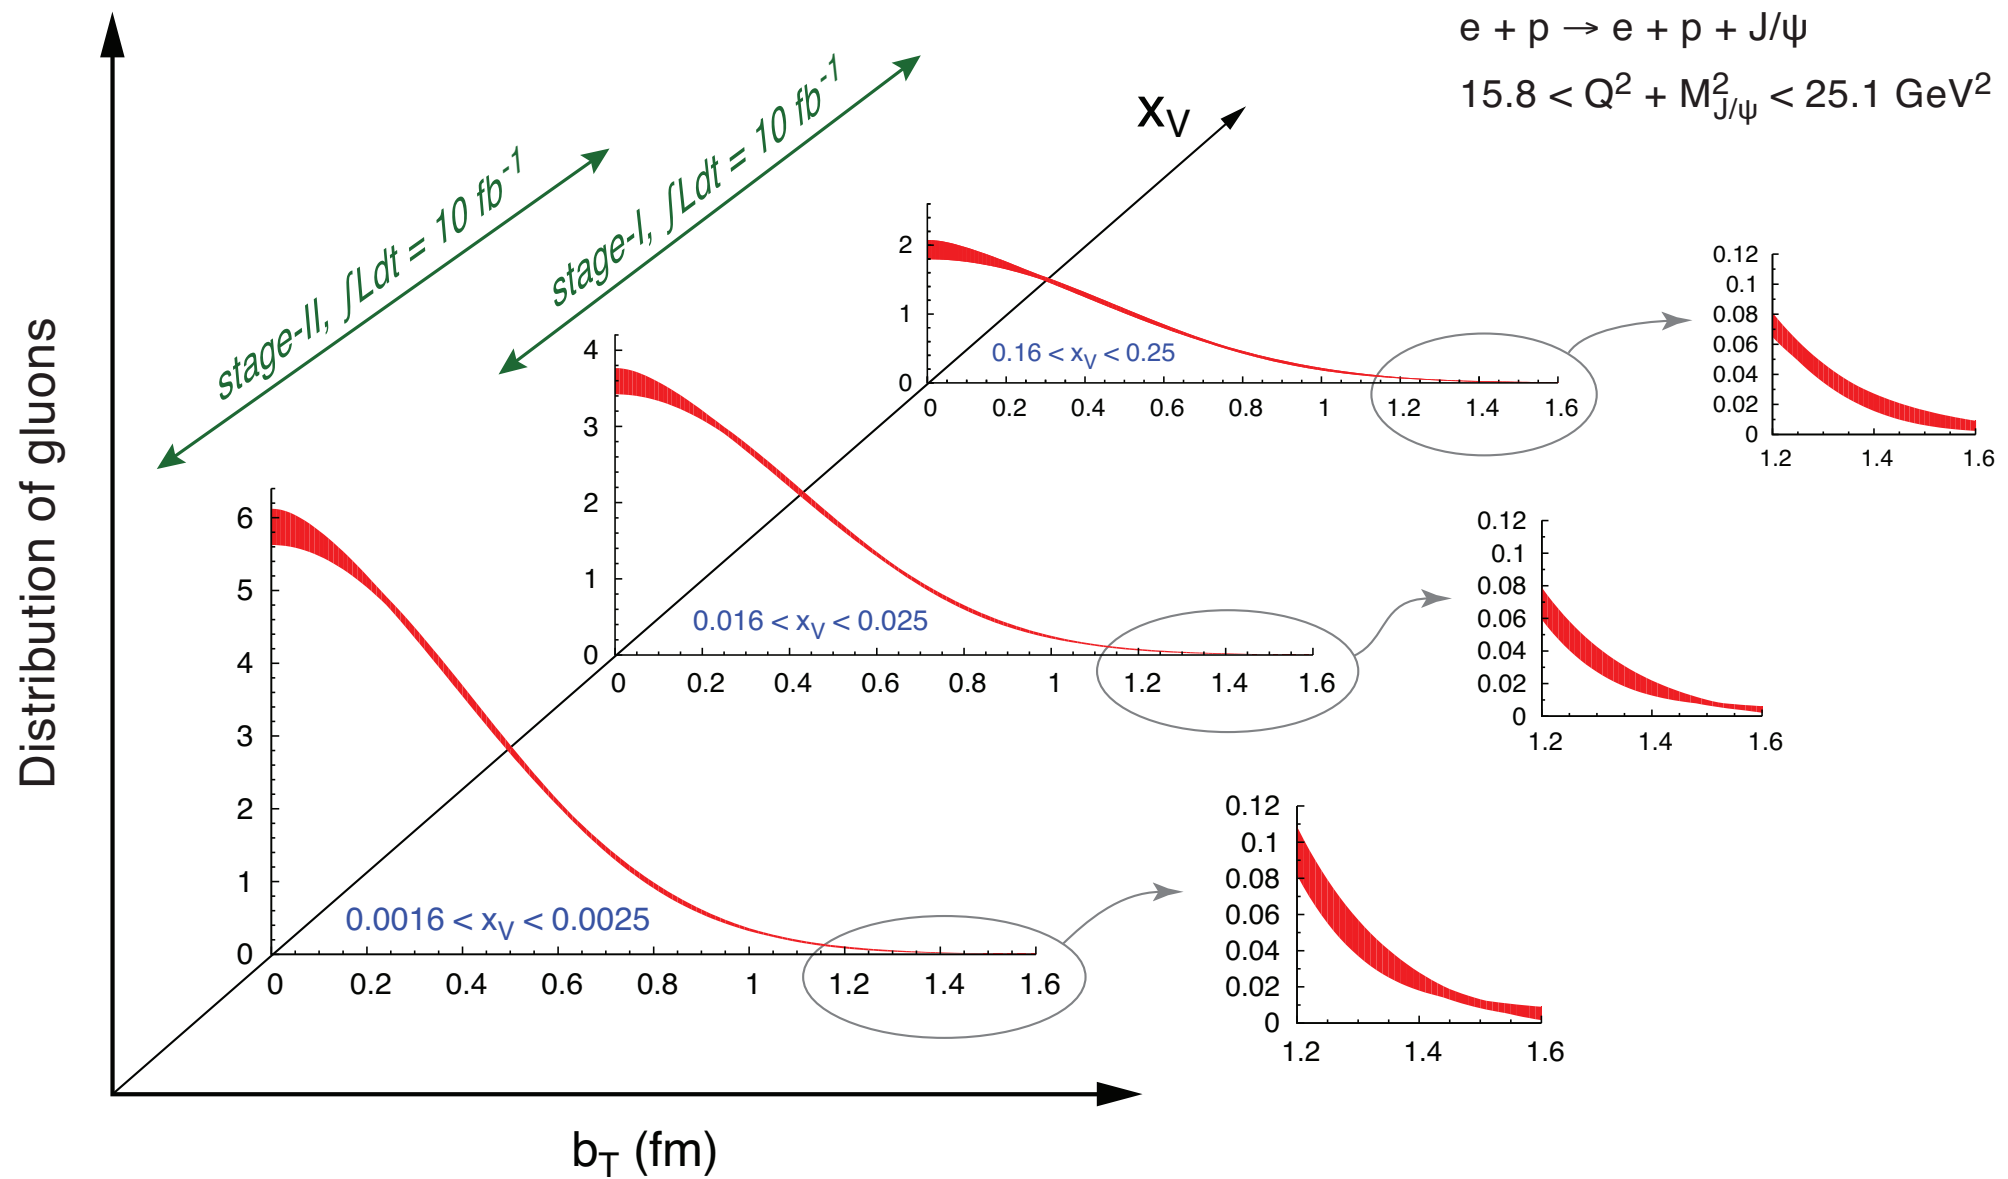 e + p → e + p + J/ψ
15.8 < Q² + M²_J/ψ < 25.1 GeV²
x_V
stage-II, ∫Ldt = 10 fb⁻¹
stage-I, ∫Ldt = 10 fb⁻¹
Distribution of gluons
2
1
0
0.16 < x_V < 0.25
0 0.2 0.4 0.6 0.8 1 1.2 1.4 1.6
0.12
0.1
0.08
0.06
0.04
0.02
0
1.2 1.4 1.6
4
3
2
1
0
0.016 < x_V < 0.025
0 0.2 0.4 0.6 0.8 1 1.2 1.4 1.6
0.12
0.1
0.08
0.06
0.04
0.02
0
1.2 1.4 1.6
6
5
4
3
2
1
0
0.0016 < x_V < 0.0025
0 0.2 0.4 0.6 0.8 1 1.2 1.4 1.6
0.12
0.1
0.08
0.06
0.04
0.02
0
1.2 1.4 1.6
b_T (fm)